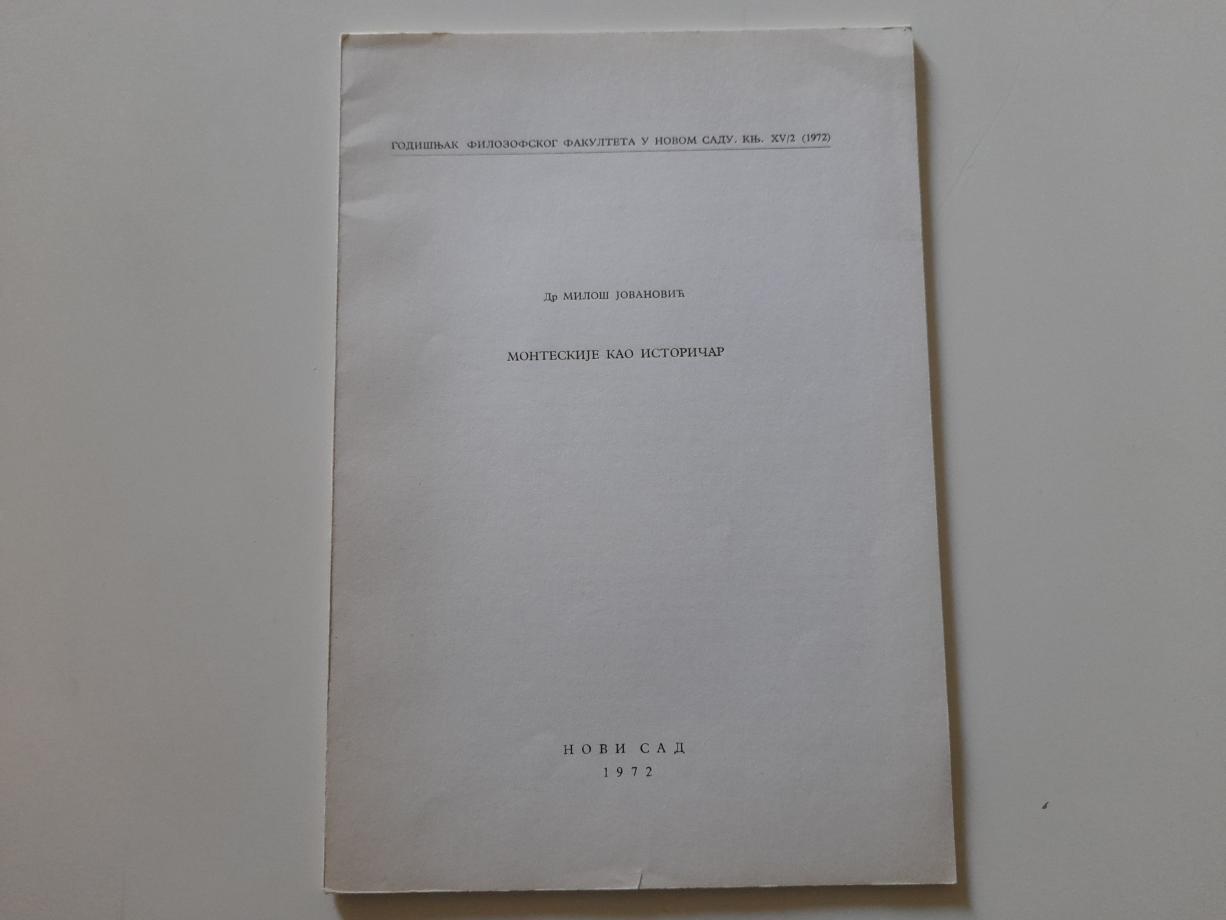 ГОДИШЊАК ФИЛОЗОФСКОГ ФАКУЛТЕТА У НОВОМ САДУ. КЊ. XV/2 (1972)
Др МИЛОШ ЈОВАНОВИЋ
МОНТЕСКИЈЕ КАО ИСТОРИЧАР
НОВИ САД
1972